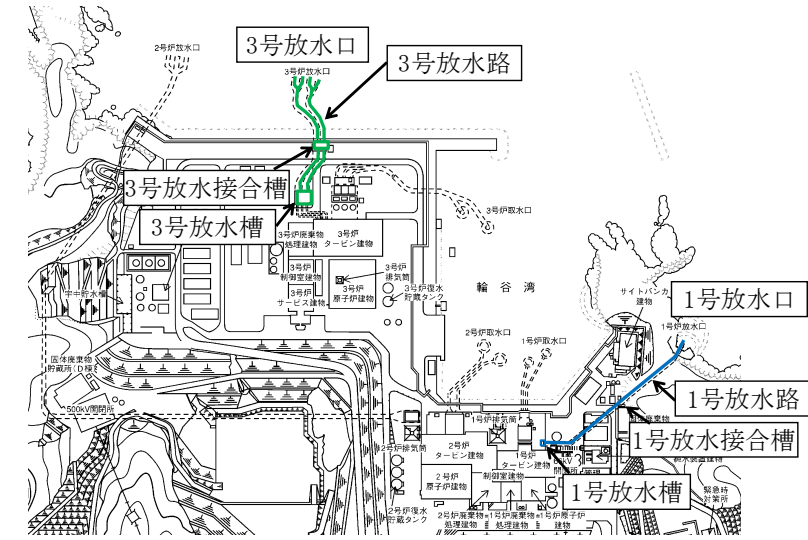 2号炉放水口
3号放水口
3号炉放水口
3号放水路
3号放水接合槽
3号放水槽
3号炉廃棄物
処理建物
3号炉
タービン建物
3号炉取水口
3号炉
制御室建物
3号炉
排気筒
3号炉
原子炉建物
3号炉復水
貯蔵タンク
3号炉
サービス建物
宇中貯水槽
輪谷湾
サイトバンカ
建物
1号放水口
1号炉放水口
2号炉取水口
1号炉取水口
固体廃棄物
貯蔵所(D棟)
500kV開閉所
1号放水路
1号放水接合槽
1号放水槽
1号炉排気筒
2号炉排気筒
2号炉
タービン建物
1号炉
タービン建物
制御室建物
2号炉
原子炉建物
緊急時
対策所
2号炉復水
貯蔵タンク
2号炉廃棄物
処理建物
1号炉廃棄物
処理建物
1号炉原子炉
建物